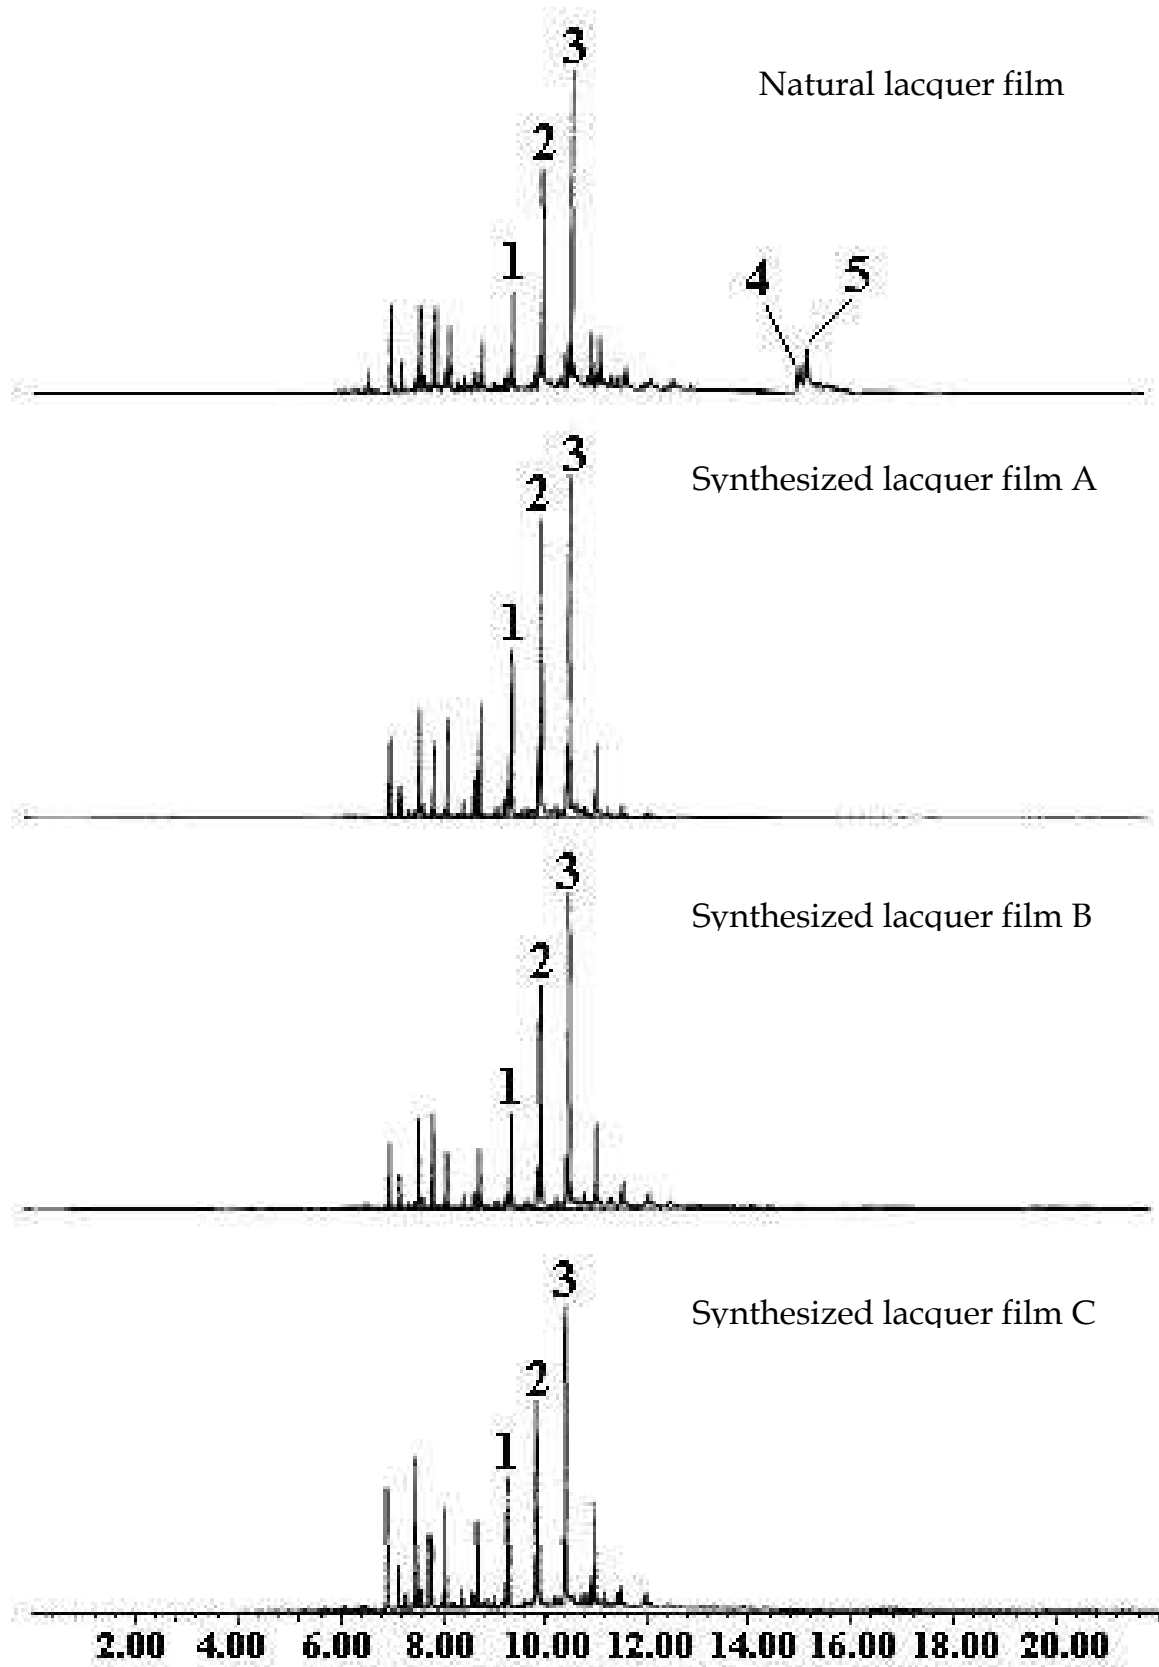 3
Natural lacquer film
2
1
4 5
3
Synthesized lacquer film A
2
1
3
Synthesized lacquer film B
2
1
3
Synthesized lacquer film C
2
1
2.00 4.00 6.00 8.00 10.00 12.00 14.00 16.00 18.00 20.00